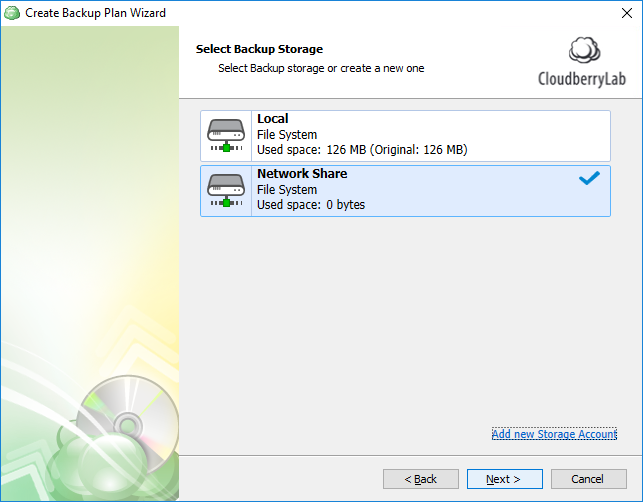 Create Backup Plan Wizard
Select Backup Storage
Select Backup storage or create a new one
CloudberryLab
Local
File System
Used space: 126 MB (Original: 126 MB)
Network Share
File System
Used space: 0 bytes
Add new Storage Account
< Back
Next >
Cancel